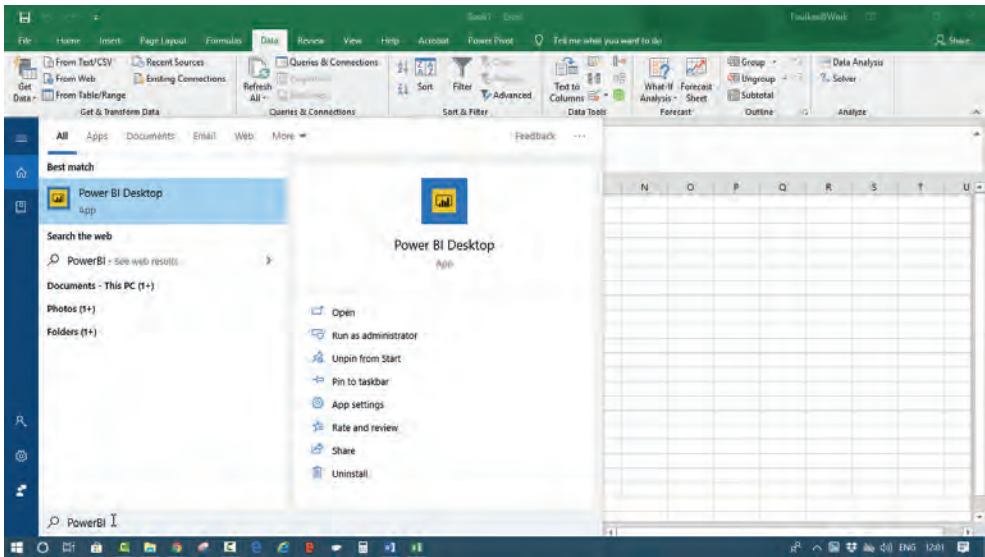 Book1 - Excel
File Home Insert Page Layout Formulas Data Review View Help Acrobat Power Pivot Tell me what you want to do Share
From Text/CSV Recent Sources Queries & Connections Group Data Analysis
From Web Existing Connections Ungroup Solver
Get Data From Table/Range Refresh All Sort Filter Advanced Text to Columns What-If Analysis Forecast Sheet Subtotal
Get & Transform Data Queries & Connections Sort & Filter Data Tools Forecast Outline Analyze
All Apps Documents Email Web More Feedback
Best match
Power BI Desktop
App
N O P Q R S T U
Search the web
PowerBI - See web results
Documents - This PC (1+)
Photos (1+)
Folders (1+)
Power BI Desktop
App
Open
Run as administrator
Unpin from Start
Pin to taskbar
App settings
Rate and review
Share
Uninstall
PowerBI
ENG 12:01